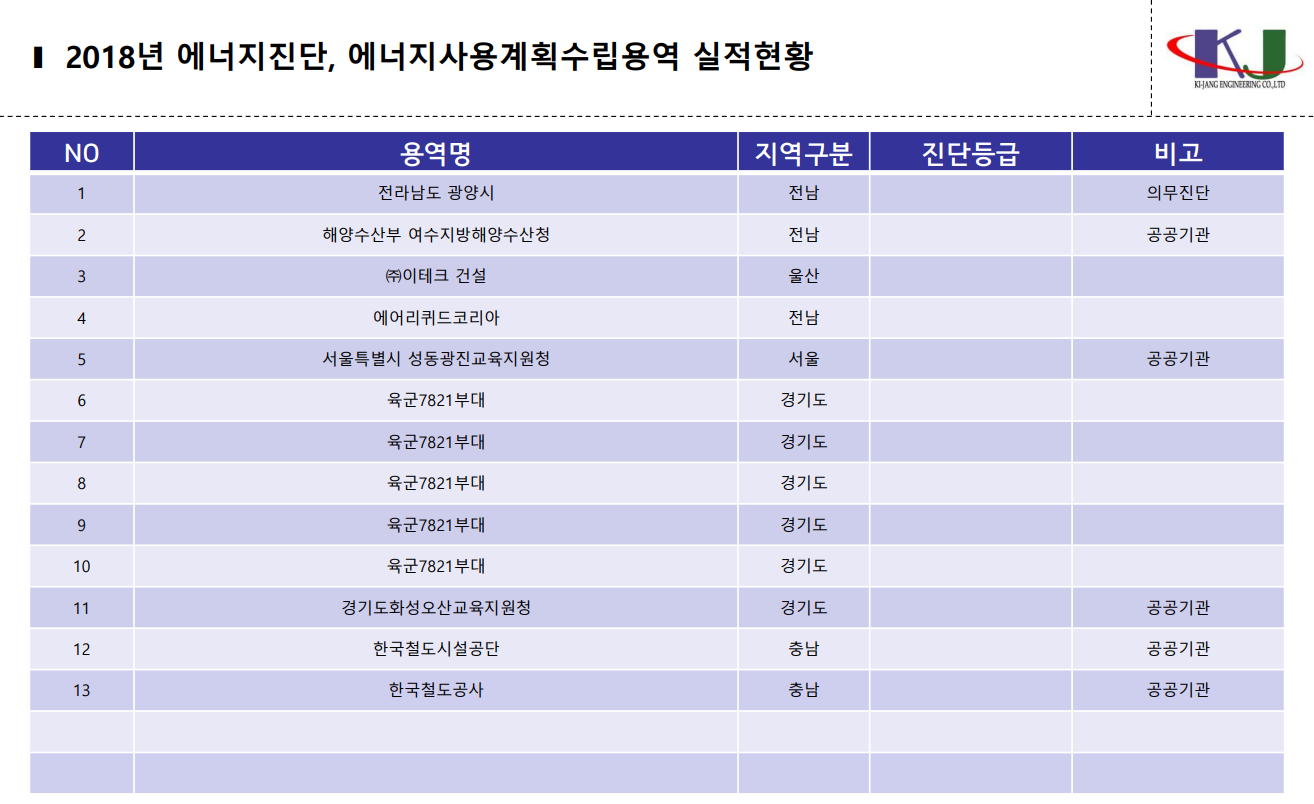 2018년 에너지진단, 에너지사용계획수립용역 실적현황
KJ
KI-JANG ENGINEERING CO.,LTD
NO 용역명 지역구분 진단등급 비고
1 전라남도 광양시 전남 의무진단
2 해양수산부 여수지방해양수산청 전남 공공기관
3 ㈜이테크 건설 울산
4 에어리퀴드코리아 전남
5 서울특별시 성동광진교육지원청 서울 공공기관
6 육군7821부대 경기도
7 육군7821부대 경기도
8 육군7821부대 경기도
9 육군7821부대 경기도
10 육군7821부대 경기도
11 경기도화성오산교육지원청 경기도 공공기관
12 한국철도시설공단 충남 공공기관
13 한국철도공사 충남 공공기관